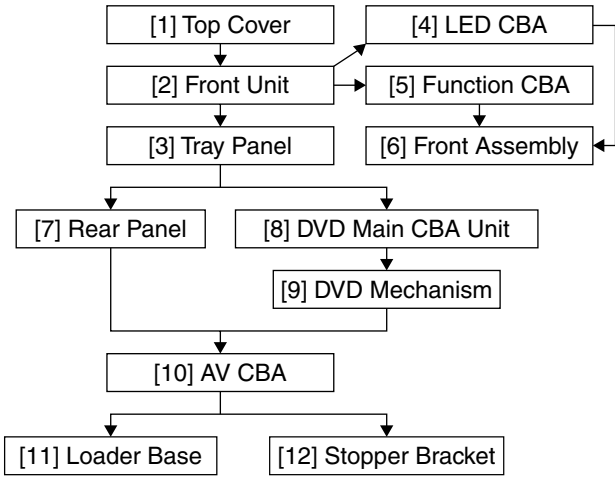 [1] Top Cover
[4] LED CBA
[2] Front Unit
[5] Function CBA
[3] Tray Panel
[6] Front Assembly
[7] Rear Panel
[8] DVD Main CBA Unit
[9] DVD Mechanism
[10] AV CBA
[11] Loader Base
[12] Stopper Bracket